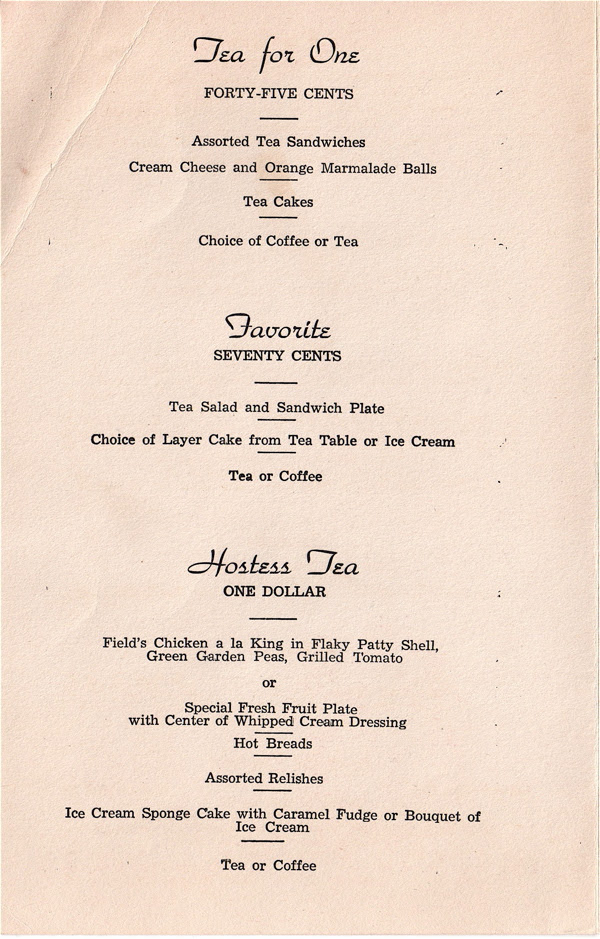 Tea for One
FORTY-FIVE CENTS
Assorted Tea Sandwiches
Cream Cheese and Orange Marmalade Balls
Tea Cakes
Choice of Coffee or Tea
Favorite
SEVENTY CENTS
Tea Salad and Sandwich Plate
Choice of Layer Cake from Tea Table or Ice Cream
Tea or Coffee
Hostess Tea
ONE DOLLAR
Field's Chicken a la King in Flaky Patty Shell,
Green Garden Peas, Grilled Tomato
or
Special Fresh Fruit Plate
with Center of Whipped Cream Dressing
Hot Breads
Assorted Relishes
Ice Cream Sponge Cake with Caramel Fudge or Bouquet of
Ice Cream
Tea or Coffee